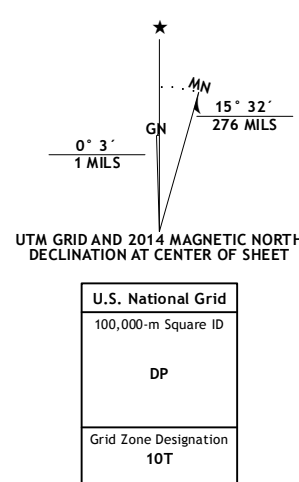 ★
MN
GN
15° 32´
276 MILS
0° 3´
1 MILS
UTM GRID AND 2014 MAGNETIC NORTH
DECLINATION AT CENTER OF SHEET
U.S. National Grid
100,000-m Square ID
DP
Grid Zone Designation
10T